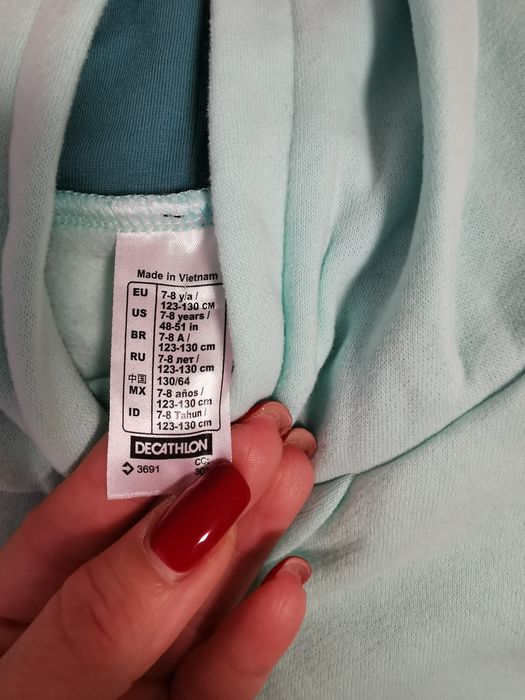 Made in Vietnam
EU 7-8 y/a /
123-130 CM
US 7-8 years /
48-51 in
BR 7-8 A /
123-130 cm
RU 7-8 лет /
123-130 cm
中国 130/64
MX 7-8 años /
123-130 cm
ID 7-8 Tahun /
123-130 cm
DECATHLON
3691 CC: